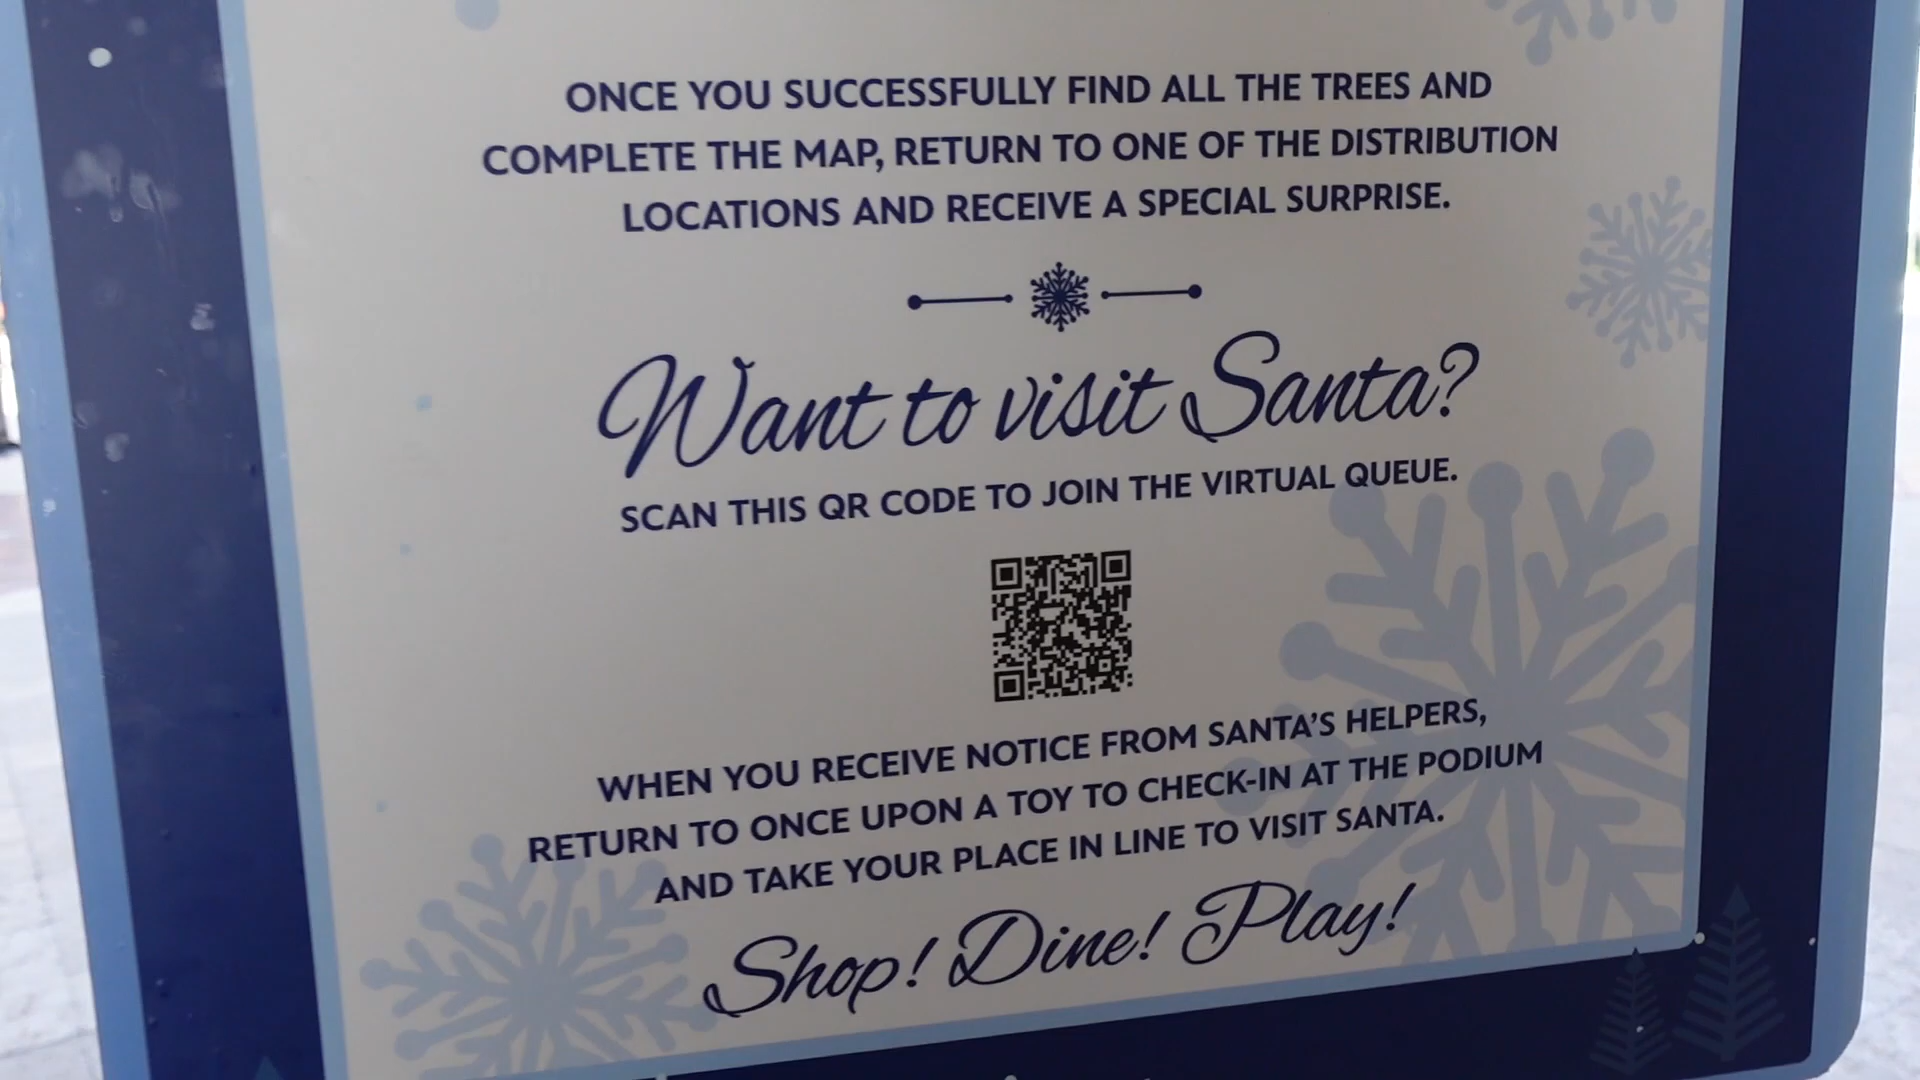 ONCE YOU SUCCESSFULLY FIND ALL THE TREES AND
COMPLETE THE MAP, RETURN TO ONE OF THE DISTRIBUTION
LOCATIONS AND RECEIVE A SPECIAL SURPRISE.
Want to visit Santa?
SCAN THIS QR CODE TO JOIN THE VIRTUAL QUEUE.
WHEN YOU RECEIVE NOTICE FROM SANTA'S HELPERS,
RETURN TO ONCE UPON A TOY TO CHECK-IN AT THE PODIUM
AND TAKE YOUR PLACE IN LINE TO VISIT SANTA.
Shop! Dine! Play!